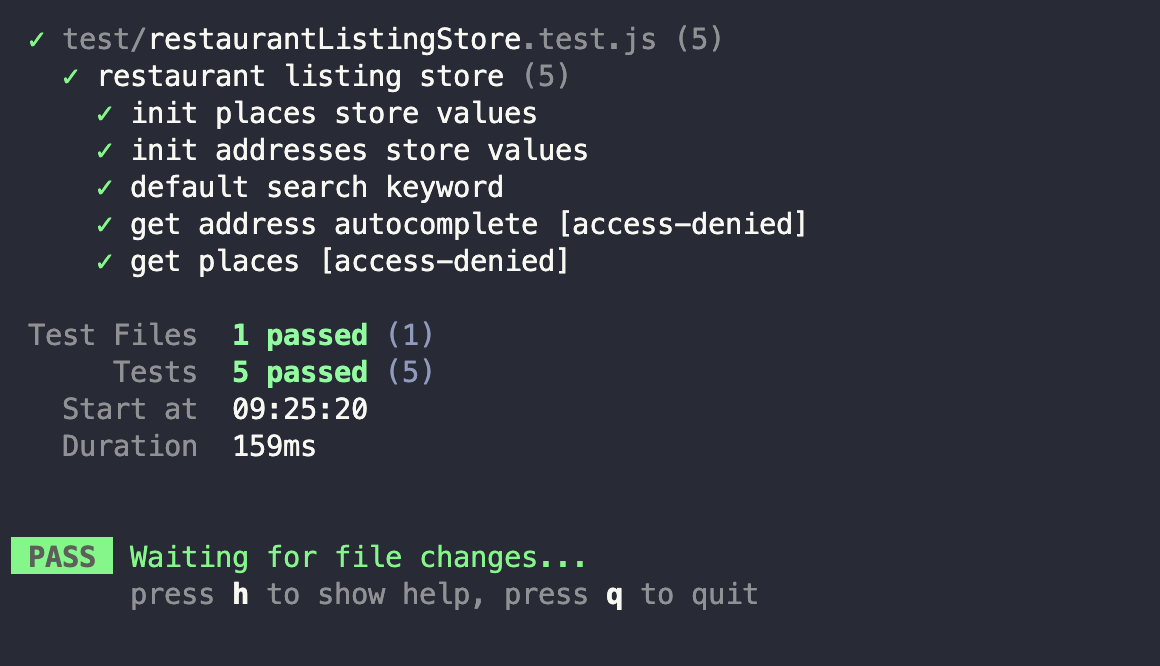 ✓ test/restaurantListingStore.test.js (5)
✓ restaurant listing store (5)
✓ init places store values
✓ init addresses store values
✓ default search keyword
✓ get address autocomplete [access-denied]
✓ get places [access-denied]
Test Files 1 passed (1)
Tests 5 passed (5)
Start at 09:25:20
Duration 159ms
PASS Waiting for file changes...
press h to show help, press q to quit